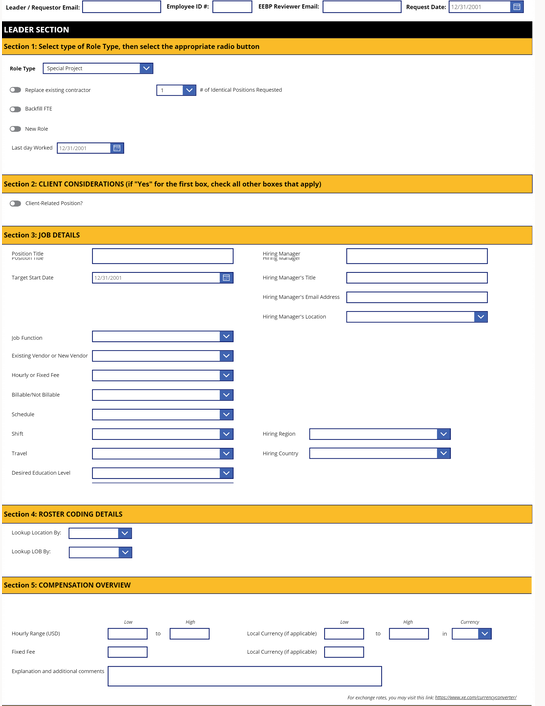 Leader / Requestor Email: Employee ID #: EEBP Reviewer Email: Request Date: 12/31/2001
LEADER SECTION
Section 1: Select type of Role Type, then select the appropriate radio button
Role Type Special Project
Replace existing contractor 1 # of Identical Positions Requested
Backfill FTE
New Role
Last day Worked 12/31/2001
Section 2: CLIENT CONSIDERATIONS (if "Yes" for the first box, check all other boxes that apply)
Client-Related Position?
Section 3: JOB DETAILS
Position Title Hiring Manager
Position Title Hiring Manager
Target Start Date 12/31/2001 Hiring Manager's Title
Hiring Manager's Email Address
Hiring Manager's Location
Job Function
Existing Vendor or New Vendor
Hourly or Fixed Fee
Billable/Not Billable
Schedule
Shift Hiring Region
Travel Hiring Country
Desired Education Level
Section 4: ROSTER CODING DETAILS
Lookup Location By:
Lookup LOB By:
Section 5: COMPENSATION OVERVIEW
Low High Low High Currency
Hourly Range (USD) to Local Currency (if applicable) to in
Fixed Fee Local Currency (if applicable)
Explanation and additional comments
For exchange rates, you may visit this link: https://www.xe.com/currencyconverter/